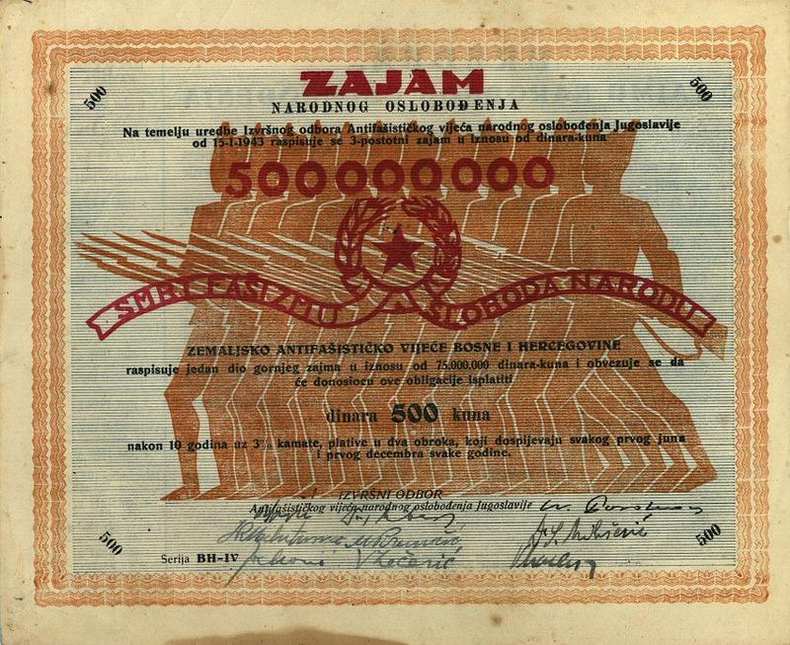 500
500
ZAJAM
NARODNOG OSLOBOĐENJA
Na temelju uredbe Izvršnog odbora Antifašističkog vijeća narodnog oslobođenja Jugoslavije
od 15-I-1943 raspisuje se 3-postotni zajam u iznosu od dinara-kuna
500000000
SMRT FAŠIZMU SLOBODA NARODU
ZEMALJSKO ANTIFAŠISTIČKO VIJEĆE BOSNE I HERCEGOVINE
raspisuje jedan dio gornjeg zajma u iznosu od 75.000.000 dinara-kuna i obvezuje se da
će donosiocu ove obligacije isplatiti
dinara 500 kuna
nakon 10 godina uz 3% kamate, plative u dva obroka, koji dospijevaju svakog prvog juna
i prvog decembra svake godine.
IZVRŠNI ODBOR
Antifašističkog vijeća narodnog oslobođenja Jugoslavije
500
Serija BH-IV
500